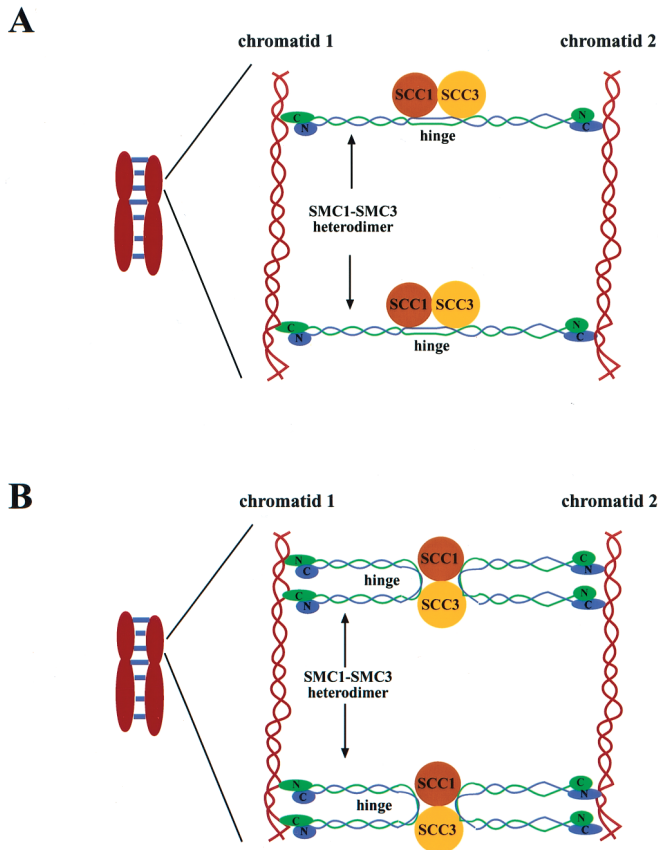 A
chromatid 1
chromatid 2
SCC1 SCC3
C N
N C
hinge
SMC1-SMC3
heterodimer
SCC1 SCC3
C N
N C
hinge
B
chromatid 1
chromatid 2
SCC1
N C
C N
hinge
SCC3
C N
N C
SMC1-SMC3
heterodimer
SCC1
N C
C N
hinge
C N
N C
SCC3